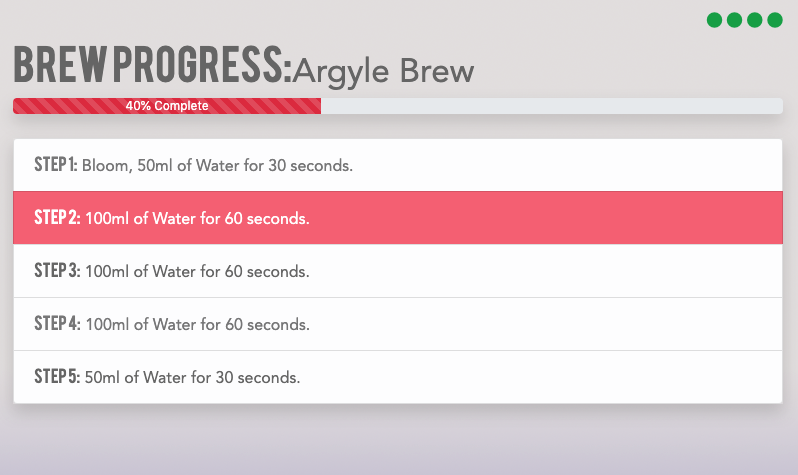 BREW PROGRESS: Argyle Brew
40% Complete
STEP 1: Bloom, 50ml of Water for 30 seconds.
STEP 2: 100ml of Water for 60 seconds.
STEP 3: 100ml of Water for 60 seconds.
STEP 4: 100ml of Water for 60 seconds.
STEP 5: 50ml of Water for 30 seconds.